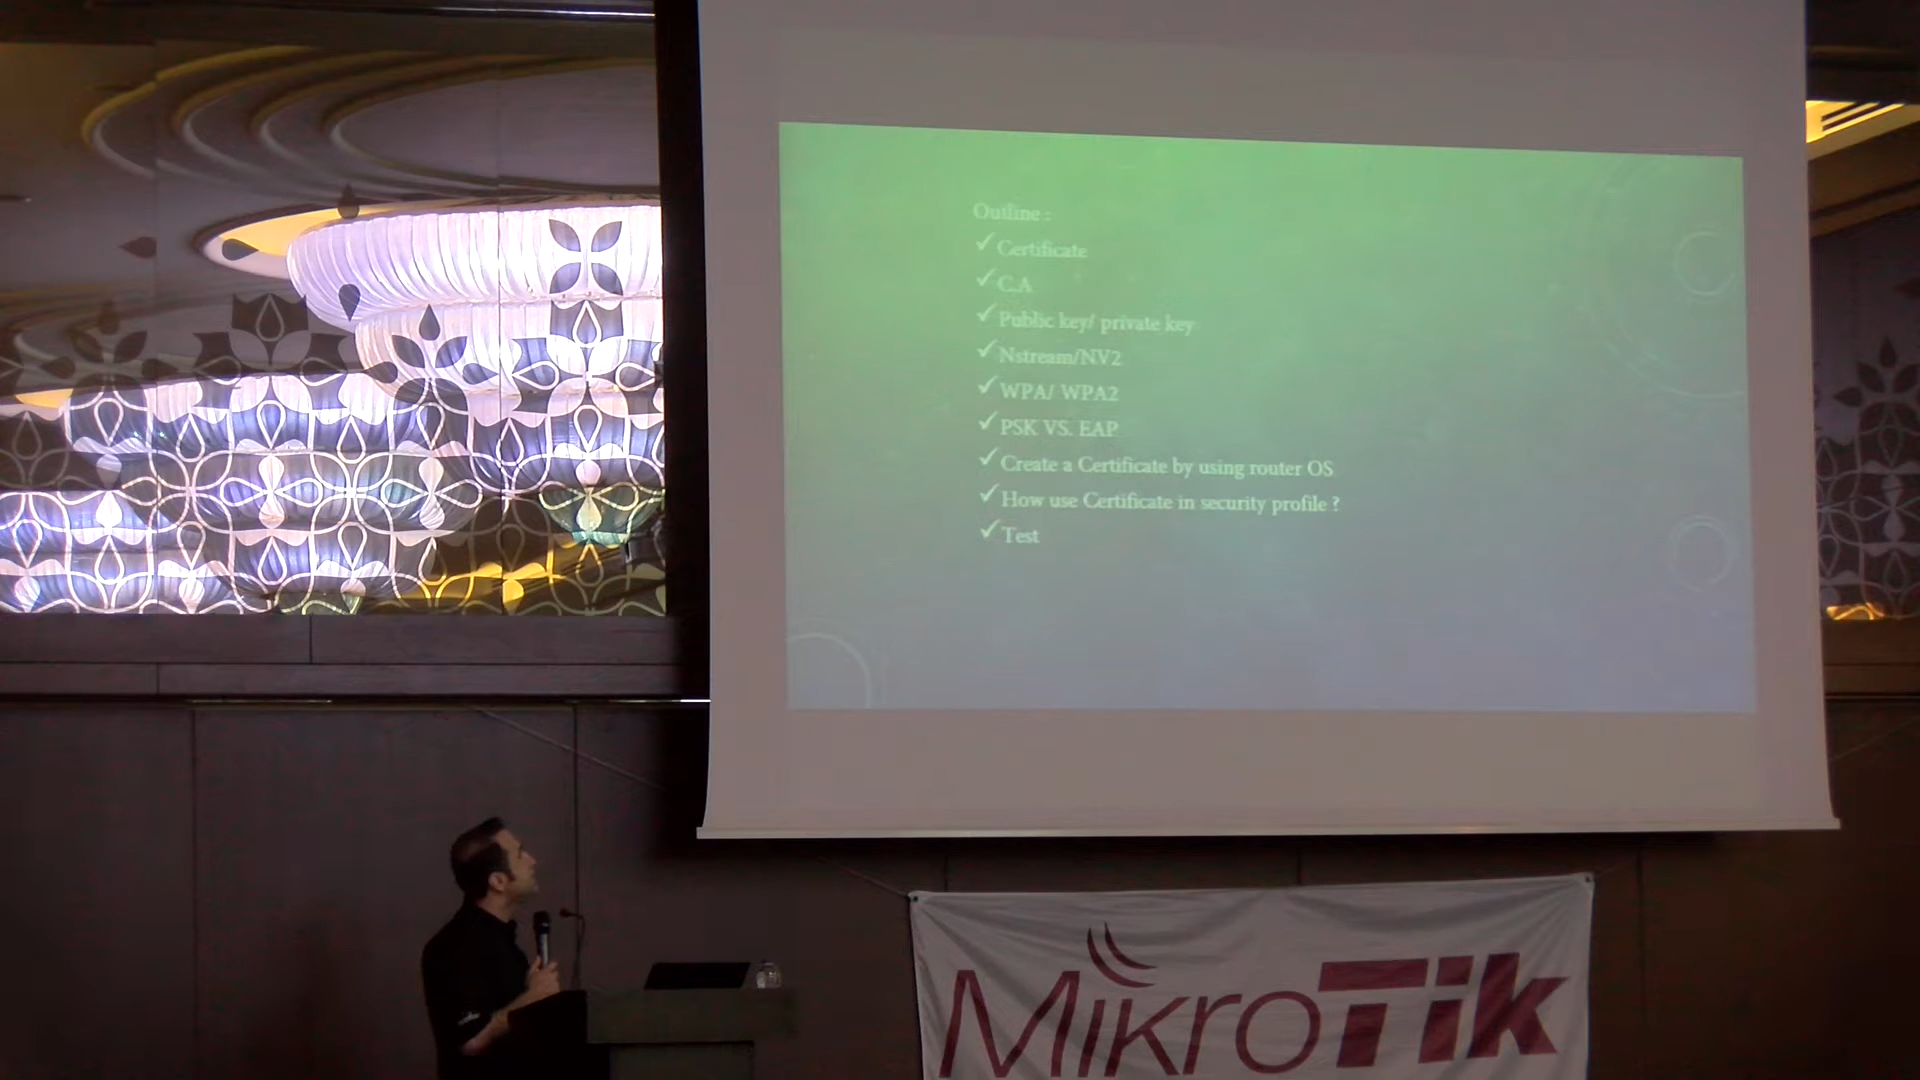 Outline :
✓ Certificate
✓ C.A
✓ Public key/ private key
✓ Nstream/NV2
✓ WPA/ WPA2
✓ PSK VS. EAP
✓ Create a Certificate by using router OS
✓ How use Certificate in security profile ?
✓ Test
MikroTik